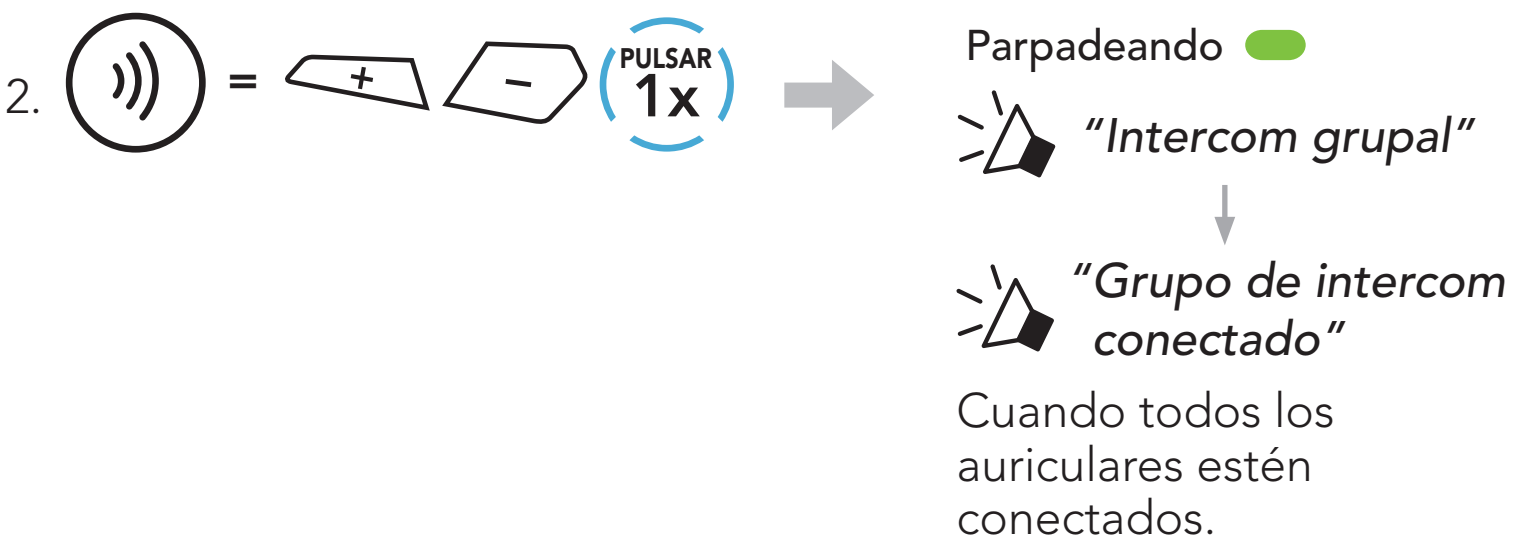 2. = + - PULSAR
1x
Parpadeando
"Intercom grupal"
"Grupo de intercom
conectado"
Cuando todos los
auriculares estén
conectados.